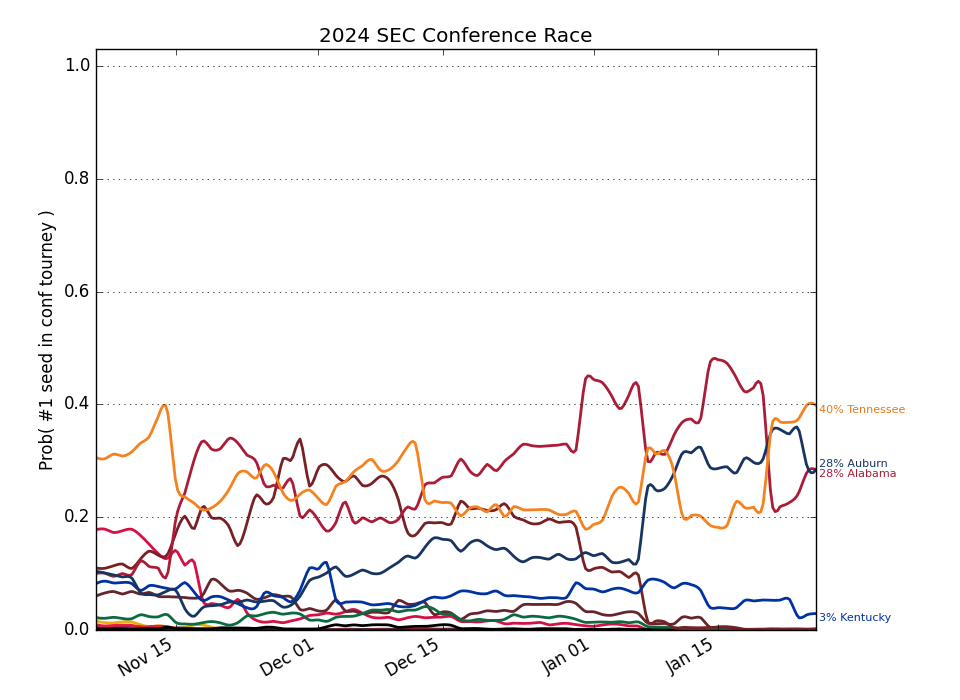 2024 SEC Conference Race
Prob( #1 seed in conf tourney )
1.0
0.8
0.6
0.4
0.2
0.0
40% Tennessee
28% Auburn
28% Alabama
3% Kentucky
Nov 15
Dec 01
Dec 15
Jan 01
Jan 15